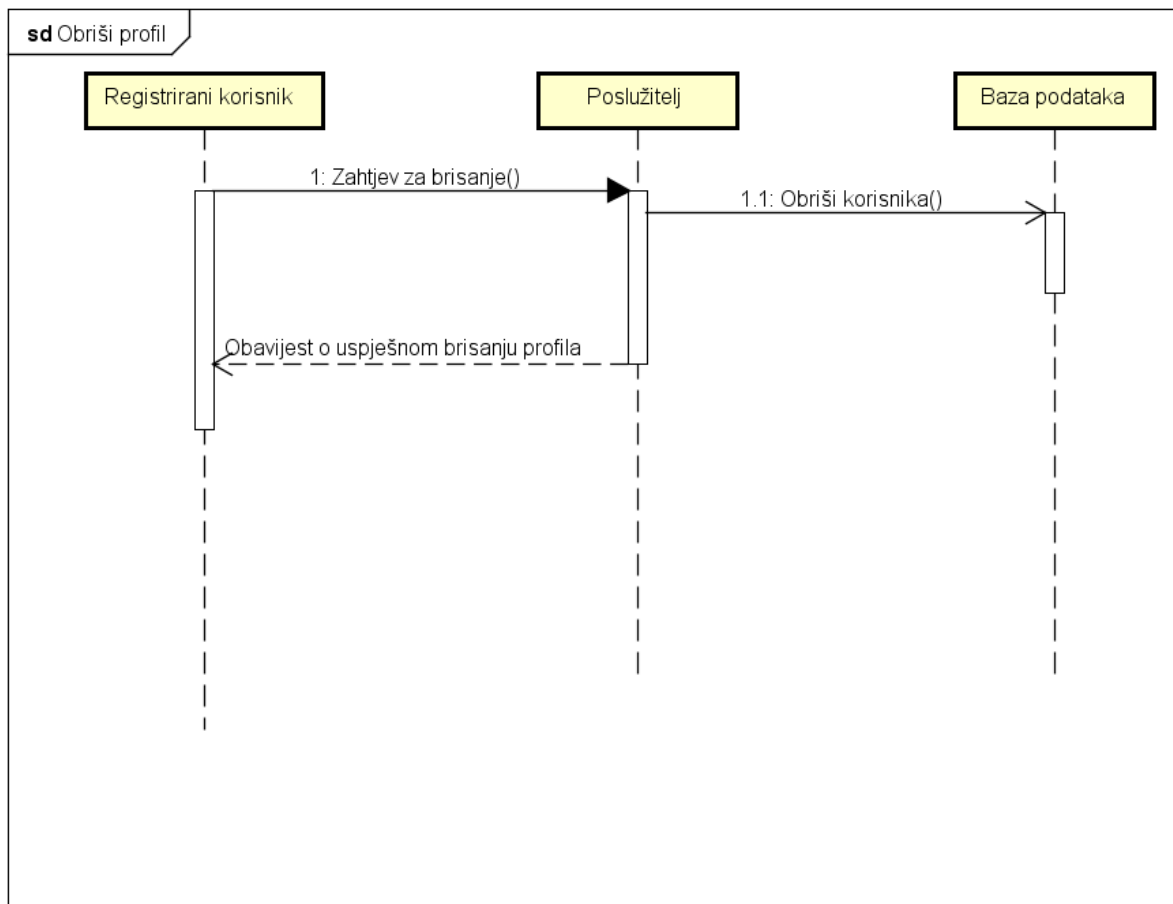 sd Obriši profil
Registrirani korisnik
Poslužitelj
Baza podataka
1: Zahtjev za brisanje()
1.1: Obriši korisnika()
Obavijest o uspješnom brisanju profila